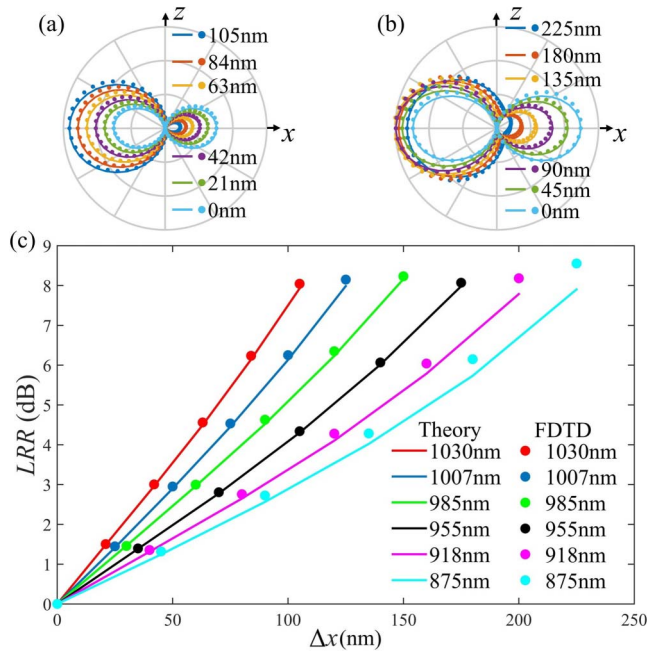 (a)
z
105nm
84nm
63nm
x
42nm
21nm
0nm
(b)
z
225nm
180nm
135nm
x
90nm
45nm
0nm
(c)
9
8
7
6
5
4
3
2
1
0
LRR (dB)
Theory FDTD
1030nm 1030nm
1007nm 1007nm
985nm 985nm
955nm 955nm
918nm 918nm
875nm 875nm
0 50 100 150 200 250
Δx(nm)